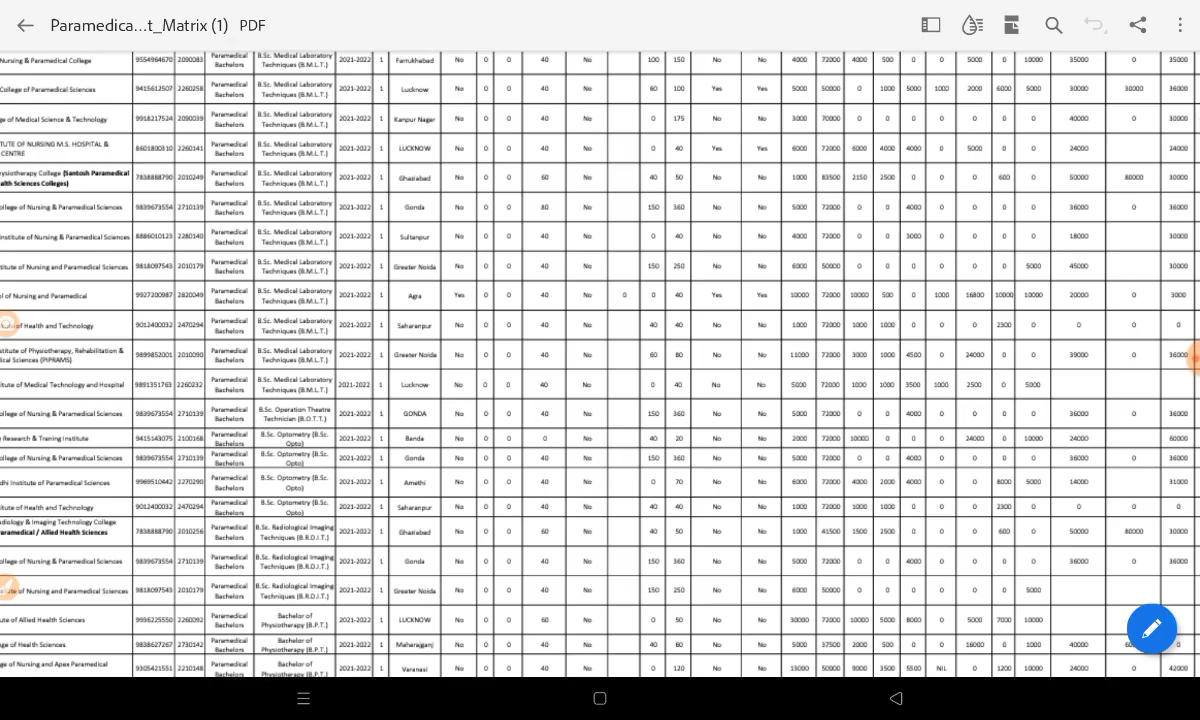 Paramedica...t_Matrix (1) PDF
Nursing & Paramedical College 9554964670 2090083 Paramedical Bachelors B.Sc. Medical Laboratory Techniques (B.M.L.T.) 2021-2022 1 Farrukhabad No 0 0 40 No 100 150 No No 4000 72000 4000 500 0 0 5000 0 10000 35000 0 35000
College of Paramedical Sciences 9415612507 2260258 Paramedical Bachelors B.Sc. Medical Laboratory Techniques (B.M.L.T.) 2021-2022 1 Lucknow No 0 0 40 No 60 100 Yes Yes 5000 50000 0 1000 5000 1000 2000 6000 5000 30000 30000 36000
ge of Medical Science & Technology 9918217524 2090039 Paramedical Bachelors B.Sc. Medical Laboratory Techniques (B.M.L.T.) 2021-2022 1 Kanpur Nagar No 0 0 40 No 0 175 No No 3000 70000 0 0 0 0 0 0 0 40000 0 30000
TUTE OF NURSING M.S. HOSPITAL & CENTRE 8601800310 2260141 Paramedical Bachelors B.Sc. Medical Laboratory Techniques (B.M.L.T.) 2021-2022 1 LUCKNOW No 0 0 40 No 0 40 Yes Yes 6000 72000 6000 4000 4000 0 5000 0 0 24000 24000
ysiotherapy College (Santosh Paramedical alth Sciences Colleges) 7838888790 2010249 Paramedical Bachelors B.Sc. Medical Laboratory Techniques (B.M.L.T.) 2021-2022 1 Ghaziabad No 0 0 60 No 40 50 No No 1000 83500 2150 2500 0 0 0 600 0 50000 80000 30000
ollege of Nursing & Paramedical Sciences 9839673554 2710139 Paramedical Bachelors B.Sc. Medical Laboratory Techniques (B.M.L.T.) 2021-2022 1 Gonda No 0 0 80 No 150 360 No No 5000 72000 0 0 4000 0 0 0 0 36000 0 36000
nstitute of Nursing & Paramedical Sciences 8886010123 2280140 Paramedical Bachelors B.Sc. Medical Laboratory Techniques (B.M.L.T.) 2021-2022 1 Sultanpur No 0 0 40 No 0 40 No No 4000 72000 0 0 3000 0 0 0 0 18000 30000
titute of Nursing and Paramedical Sciences 9818097543 2010179 Paramedical Bachelors B.Sc. Medical Laboratory Techniques (B.M.L.T.) 2021-2022 1 Greater Noida No 0 0 40 No 150 250 No No 6000 50000 0 0 0 0 0 0 5000 45000 30000
ol of Nursing and Paramedical 9927200987 2820049 Paramedical Bachelors B.Sc. Medical Laboratory Techniques (B.M.L.T.) 2021-2022 1 Agra Yes 0 0 40 No 0 0 40 Yes Yes 10000 72000 10000 500 0 1000 16800 10000 10000 20000 0 3000
of Health and Technology 9012400032 2470294 Paramedical Bachelors B.Sc. Medical Laboratory Techniques (B.M.L.T.) 2021-2022 1 Saharanpur No 0 0 40 No 40 40 No No 1000 72000 1000 1000 0 0 0 2300 0 0 0 0
stitute of Physiotherapy, Rehabilitation & ical Sciences (PIPRAMS) 9899852001 2010090 Paramedical Bachelors B.Sc. Medical Laboratory Techniques (B.M.L.T.) 2021-2022 1 Greater Noida No 0 0 40 No 60 80 No No 11000 72000 3000 1000 4500 0 24000 0 0 39000 0 36000
itute of Medical Technology and Hospital 9891351763 2260232 Paramedical Bachelors B.Sc. Medical Laboratory Techniques (B.M.L.T.) 2021-2022 1 Lucknow No 0 0 40 No 0 40 No No 5000 72000 1000 1000 3500 1000 2500 0 5000
ollege of Nursing & Paramedical Sciences 9839673554 2710139 Paramedical Bachelors B.Sc. Operation Theatre Technician (B.O.T.T.) 2021-2022 1 GONDA No 0 0 40 No 150 360 No No 5000 72000 0 0 4000 0 0 0 0 36000 0 36000
Research & Traning Institute 9415143075 2100168 Paramedical Bachelors B.Sc. Optometry (B.Sc. Opto) 2021-2022 1 Banda No 0 0 0 No 40 20 No No 2000 72000 10000 0 0 0 24000 0 10000 24000 60000
ollege of Nursing & Paramedical Sciences 9839673554 2710139 Paramedical Bachelors B.Sc. Optometry (B.Sc. Opto) 2021-2022 1 Gonda No 0 0 40 No 150 360 No No 5000 72000 0 0 4000 0 0 0 0 36000 0 36000
dhi Institute of Paramedical Sciences 9969510442 2270290 Paramedical Bachelors B.Sc. Optometry (B.Sc. Opto) 2021-2022 1 Amethi No 0 0 40 No 0 70 No No 6000 72000 4000 2000 4000 0 0 8000 5000 14000 0 31000
itute of Health and Technology 9012400032 2470294 Paramedical Bachelors B.Sc. Optometry (B.Sc. Opto) 2021-2022 1 Saharanpur No 0 0 40 No 40 40 No No 1000 72000 1000 1000 0 0 0 2300 0 0 0 0
diology & Imaging Technology College aramedical / Allied Health Sciences 7838888790 2010256 Paramedical Bachelors B.Sc. Radiological Imaging Techniques (B.R.D.I.T.) 2021-2022 1 Ghaziabad No 0 0 60 No 40 50 No No 1000 41500 1500 2500 0 0 0 600 0 50000 80000 30000
ollege of Nursing & Paramedical Sciences 9839673554 2710139 Paramedical Bachelors B.Sc. Radiological Imaging Techniques (B.R.D.I.T.) 2021-2022 1 Gonda No 0 0 40 No 150 360 No No 5000 72000 0 0 4000 0 0 0 0 36000 0 36000
of Nursing and Paramedical Sciences 9818097543 2010179 Paramedical Bachelors B.Sc. Radiological Imaging Techniques (B.R.D.I.T.) 2021-2022 1 Greater Noida No 0 0 40 No 150 250 No No 6000 50000 0 0 0 0 0 0 5000
ute of Allied Health Sciences 9936225550 2260092 Paramedical Bachelors Bachelor of Physiotherapy (B.P.T.) 2021-2022 1 LUCKNOW No 0 0 60 No 0 50 No No 30000 72000 10000 5000 8000 0 5000 7000 10000
ge of Health Sciences 9838627267 2730142 Paramedical Bachelors Bachelor of Physiotherapy (B.P.T.) 2021-2022 1 Maharajganj No 0 0 40 No 40 60 No No 5000 37500 2000 500 0 0 16000 0 1000 40000 0
ge of Nursing and Apex Paramedical 9305421551 2210148 Paramedical Bachelors Bachelor of Physiotherapy (B.P.T.) 2021-2022 1 Varanasi No 0 0 40 No 0 120 No No 13000 50000 9000 3500 5500 NIL 0 1200 10000 24000 0 42000